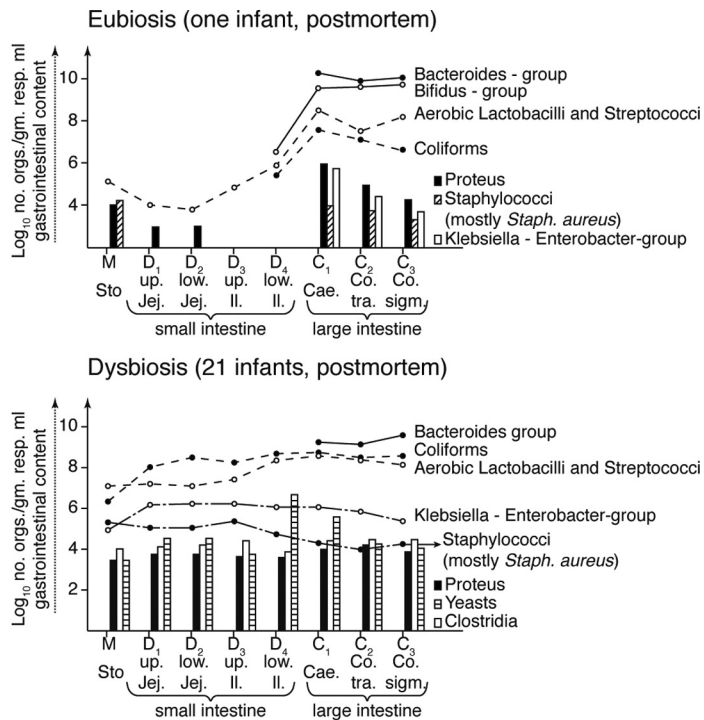 Eubiosis (one infant, postmortem)
Log10 no. orgs./gm. resp. ml
gastrointestinal content
10
8
6
4
Bacteroides - group
Bifidus - group
Aerobic Lactobacilli and Streptococci
Coliforms
Proteus
Staphylococci
(mostly Staph. aureus)
Klebsiella - Enterobacter-group
M D1 D2 D3 D4 C1 C2 C3
up. low. up. low. Co. Co.
Sto Jej. Jej. Il. Il. Cae. tra. sigm.
small intestine large intestine
Dysbiosis (21 infants, postmortem)
Log10 no. orgs./gm. resp. ml
gastrointestinal content
10
8
6
4
2
Bacteroides group
Coliforms
Aerobic Lactobacilli and Streptococci
Klebsiella - Enterobacter-group
Staphylococci
(mostly Staph. aureus)
Proteus
Yeasts
Clostridia
M D1 D2 D3 D4 C1 C2 C3
up. low. up. low. Co. Co.
Sto Jej. Jej. Il. Il. Cae. tra. sigm.
small intestine large intestine